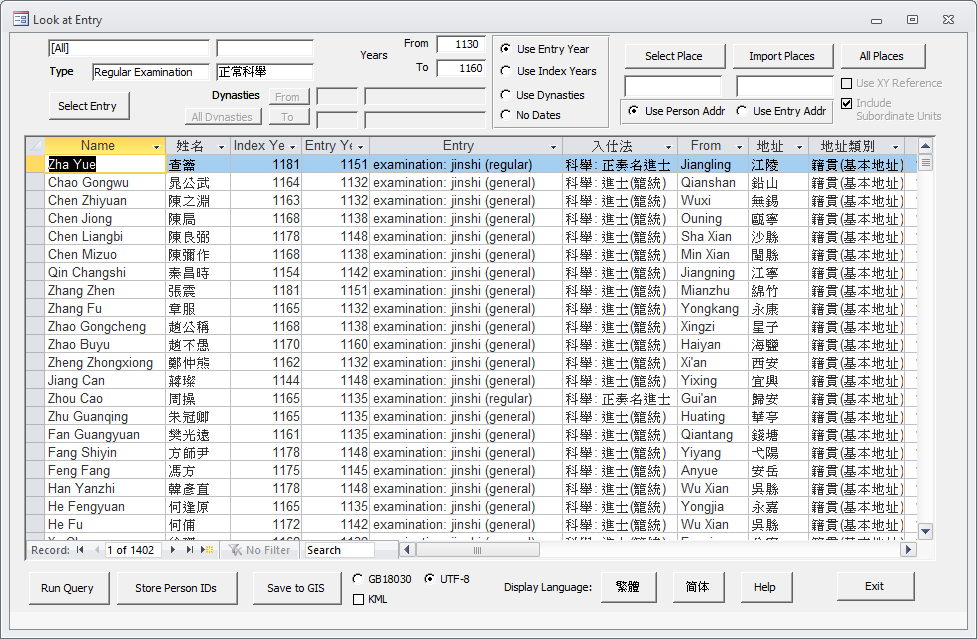 Look at Entry
[All]
Type Regular Examination 正常科舉
Years From 1130 To 1160
Select Entry
Dynasties From
All Dynasties To
Use Entry Year
Use Index Years
Use Dynasties
No Dates
Select Place Import Places All Places
Use Person Addr Use Entry Addr
Use XY Reference
Include Subordinate Units
Name 姓名 Index Ye Entry Ye Entry 入仕法 From 地址 地址類別
Zha Yue 查籥 1181 1151 examination: jinshi (regular) 科舉: 正奏名進士 Jiangling 江陵 籍貫(基本地址)
Chao Gongwu 晁公武 1164 1132 examination: jinshi (general) 科舉: 進士(籠統) Qianshan 鉛山 籍貫(基本地址)
Chen Zhiyuan 陳之淵 1163 1132 examination: jinshi (general) 科舉: 進士(籠統) Wuxi 無錫 籍貫(基本地址)
Chen Jiong 陳扃 1168 1138 examination: jinshi (general) 科舉: 進士(籠統) Ouning 甌寧 籍貫(基本地址)
Chen Liangbi 陳良弼 1178 1148 examination: jinshi (general) 科舉: 進士(籠統) Sha Xian 沙縣 籍貫(基本地址)
Chen Mizuo 陳彌作 1168 1138 examination: jinshi (general) 科舉: 進士(籠統) Min Xian 閩縣 籍貫(基本地址)
Qin Changshi 秦昌時 1154 1142 examination: jinshi (general) 科舉: 進士(籠統) Jiangning 江寧 籍貫(基本地址)
Zhang Zhen 張震 1181 1151 examination: jinshi (general) 科舉: 進士(籠統) Mianzhu 綿竹 籍貫(基本地址)
Zhang Fu 章服 1165 1132 examination: jinshi (general) 科舉: 進士(籠統) Yongkang 永康 籍貫(基本地址)
Zhao Gongcheng 趙公稱 1168 1138 examination: jinshi (general) 科舉: 進士(籠統) Xingzi 星子 籍貫(基本地址)
Zhao Buyu 趙不愚 1170 1160 examination: jinshi (general) 科舉: 進士(籠統) Haiyan 海鹽 籍貫(基本地址)
Zheng Zhongxiong 鄭仲熊 1162 1132 examination: jinshi (general) 科舉: 進士(籠統) Xi'an 西安 籍貫(基本地址)
Jiang Can 蔣璨 1144 1148 examination: jinshi (general) 科舉: 進士(籠統) Yixing 宜興 籍貫(基本地址)
Zhou Cao 周操 1165 1135 examination: jinshi (regular) 科舉: 正奏名進士 Gui'an 歸安 籍貫(基本地址)
Zhu Guanqing 朱冠卿 1165 1135 examination: jinshi (general) 科舉: 進士(籠統) Huating 華亭 籍貫(基本地址)
Fan Guangyuan 樊光遠 1161 1135 examination: jinshi (general) 科舉: 進士(籠統) Qiantang 錢塘 籍貫(基本地址)
Fang Shiyin 方師尹 1178 1148 examination: jinshi (general) 科舉: 進士(籠統) Yiyang 弋陽 籍貫(基本地址)
Feng Fang 馮方 1175 1145 examination: jinshi (general) 科舉: 進士(籠統) Anyue 安岳 籍貫(基本地址)
Han Yanzhi 韓彥直 1178 1148 examination: jinshi (general) 科舉: 進士(籠統) Wu Xian 吳縣 籍貫(基本地址)
He Fengyuan 何逢原 1165 1135 examination: jinshi (general) 科舉: 進士(籠統) Yongjia 永嘉 籍貫(基本地址)
He Fu 何俌 1172 1142 examination: jinshi (general) 科舉: 進士(籠統) Wu Xian 吳縣 籍貫(基本地址)
Record: 1 of 1402 No Filter Search
Run Query Store Person IDs Save to GIS GB18030 UTF-8 KML Display Language: 繁體 简体 Help Exit